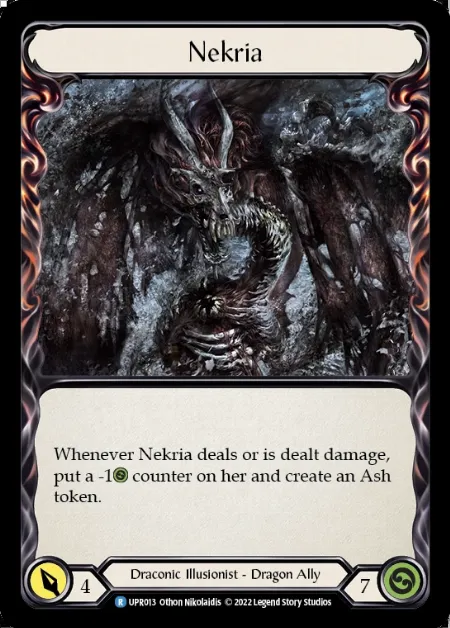 Nekria
Whenever Nekria deals or is dealt damage,
put a -1 counter on her and create an Ash
token.
4
Draconic Illusionist - Dragon Ally
7
R UPR013 Othon Nikolaidis © 2022 Legend Story Studios